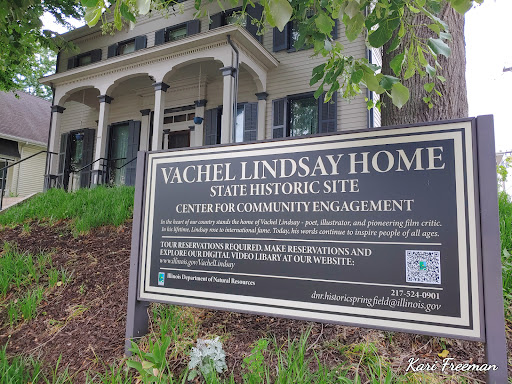 VACHEL LINDSAY HOME
STATE HISTORIC SITE
CENTER FOR COMMUNITY ENGAGEMENT
In the heart of our country stands the home of Vachel Lindsay - poet, illustrator, and pioneering film critic.
In his lifetime, Lindsay rose to international fame. Today, his words continue to inspire people of all ages.
TOUR RESERVATIONS REQUIRED. MAKE RESERVATIONS AND
EXPLORE OUR DIGITAL VIDEO LIBARY AT OUR WEBSITE:
www.illinois.gov/VachelLindsay
Illinois Department of Natural Resources
217-524-0901
dnr.historicspringfield@illinois.gov
Kari Freeman